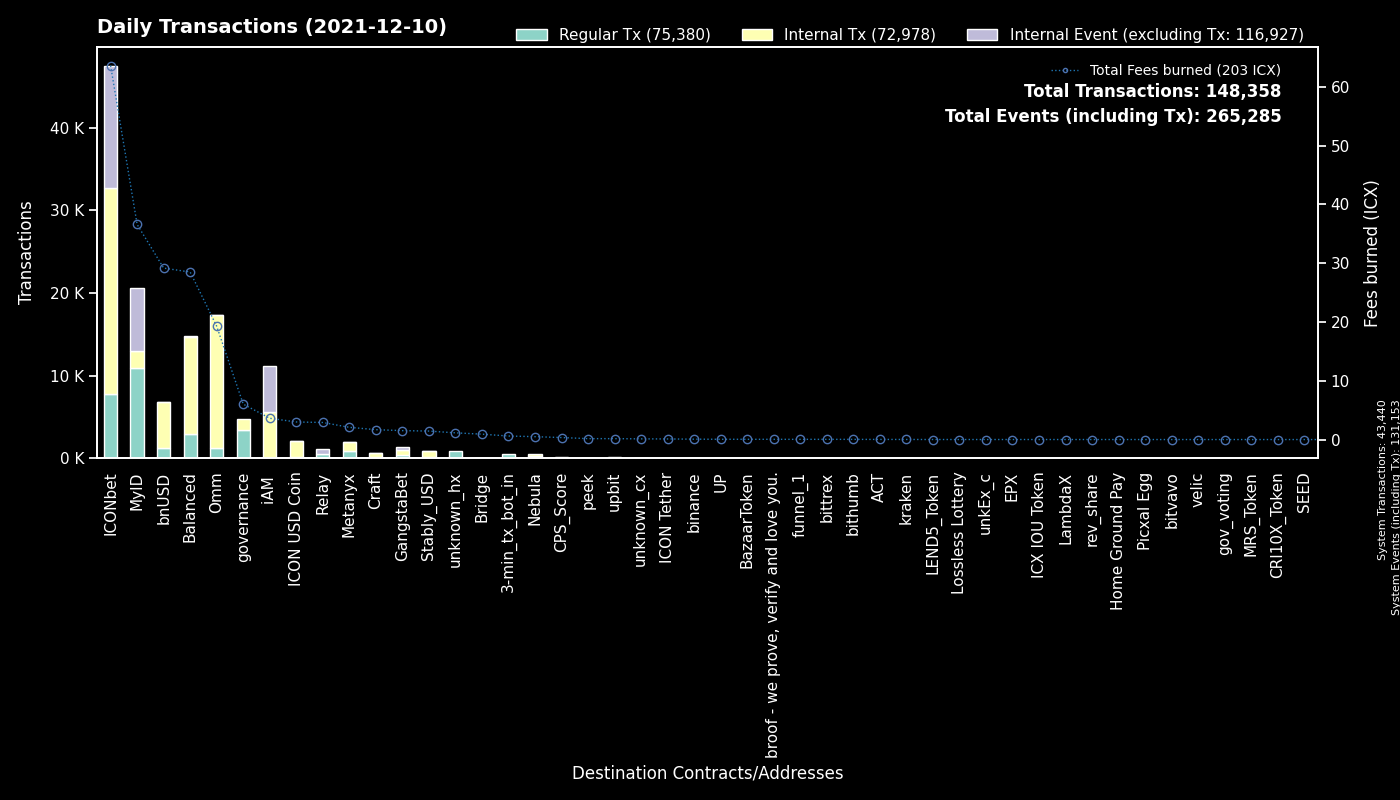 Daily Transactions (2021-12-10)
Regular Tx (75,380)
Internal Tx (72,978)
Internal Event (excluding Tx: 116,927)
Total Fees burned (203 ICX)
Total Transactions: 148,358
Total Events (including Tx): 265,285
Transactions
40 K
30 K
20 K
10 K
0 K
60
50
40
30
20
10
0
Fees burned (ICX)
System Transactions: 43,440
System Events (including Tx): 131,153
ICONbet
MyID
bnUSD
Balanced
Omm
governance
iAM
ICON USD Coin
Relay
Metanyx
Craft
GangstaBet
Stably_USD
unknown_hx
Bridge
3-min_tx_bot_in
Nebula
CPS_Score
peek
upbit
unknown_cx
ICON Tether
binance
UP
BazaarToken
broof - we prove, verify and love you.
funnel_1
bittrex
bithumb
ACT
kraken
LEND5_Token
Lossless Lottery
unkEx_c
EPX
ICX IOU Token
LambdaX
rev_share
Home Ground Pay
Picxal Egg
bitvavo
velic
gov_voting
MRS_Token
CRI10X_Token
SEED
Destination Contracts/Addresses